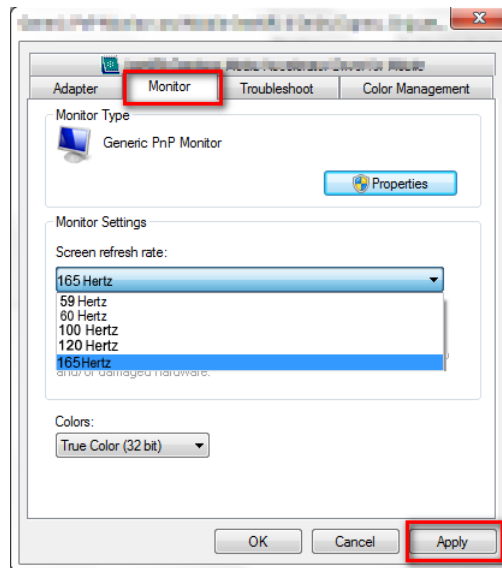 Adapter
Monitor
Troubleshoot
Color Management
Monitor Type
Generic PnP Monitor
Properties
Monitor Settings
Screen refresh rate:
165 Hertz
59 Hertz
60 Hertz
100 Hertz
120 Hertz
165Hertz
and/or damaged hardware.
Colors:
True Color (32 bit)
OK
Cancel
Apply